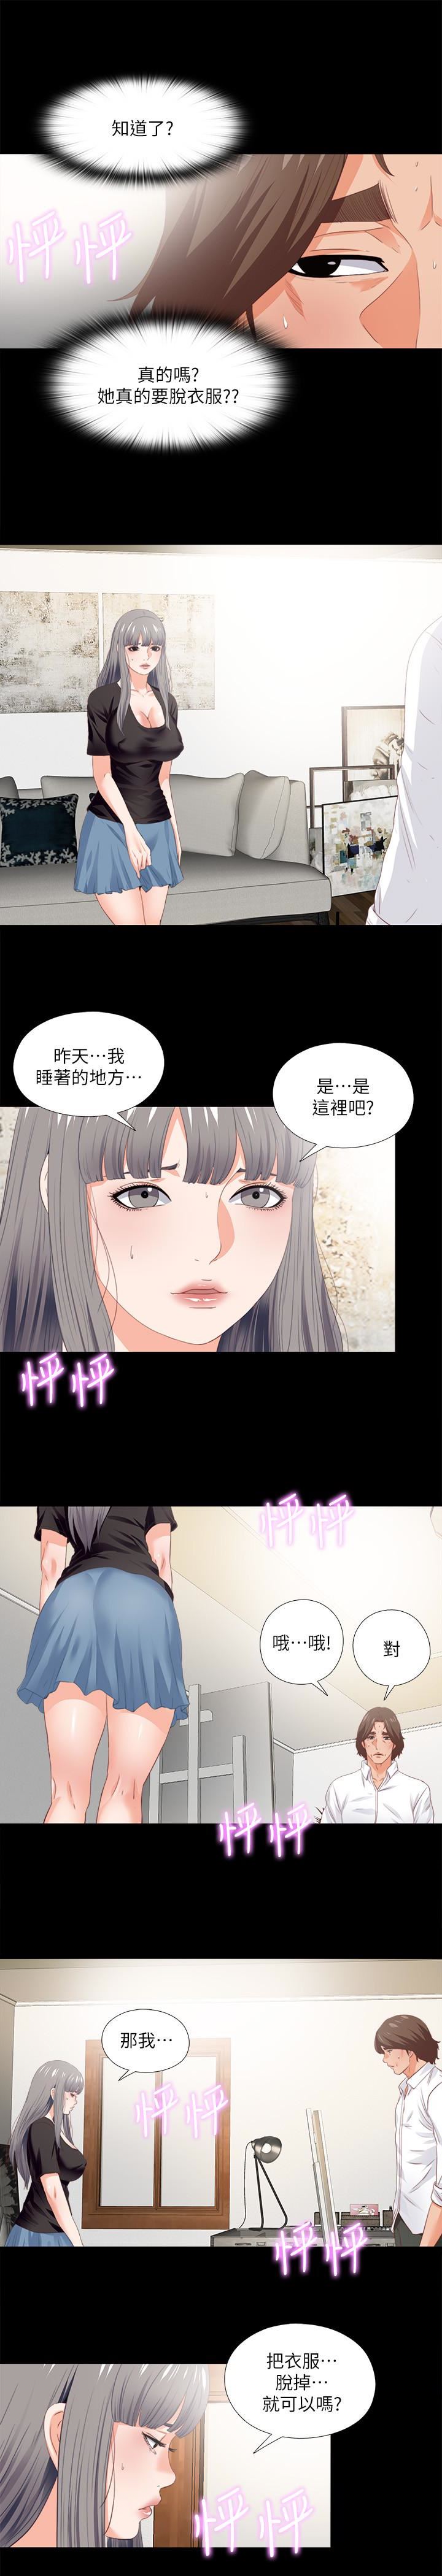 知道了?
怦 怦
真的嗎?
她真的要脫衣服??
昨天⋯我
睡著的地方⋯
是⋯是
這裡吧?
怦 怦
怦 怦
哦⋯哦!
對
怦 怦
那我⋯
怦 怦
怦 怦
把衣服⋯
脫掉⋯
就可以嗎?
怦 怦